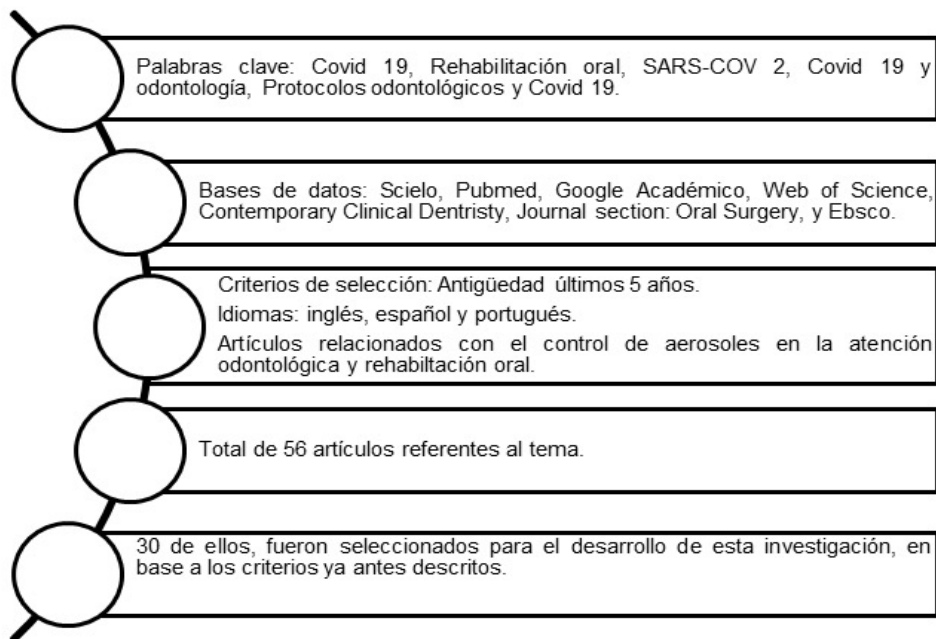 Palabras clave: Covid 19, Rehabilitación oral, SARS-COV 2, Covid 19 y
odontología, Protocolos odontológicos y Covid 19.
Bases de datos: Scielo, Pubmed, Google Académico, Web of Science,
Contemporary Clinical Dentristy, Journal section: Oral Surgery, y Ebsco.
Criterios de selección: Antigüedad últimos 5 años.
Idiomas: inglés, español y portugués.
Artículos relacionados con el control de aerosoles en la atención
odontológica y rehabiltación oral.
Total de 56 artículos referentes al tema.
30 de ellos, fueron seleccionados para el desarrollo de esta investigación, en
base a los criterios ya antes descritos.